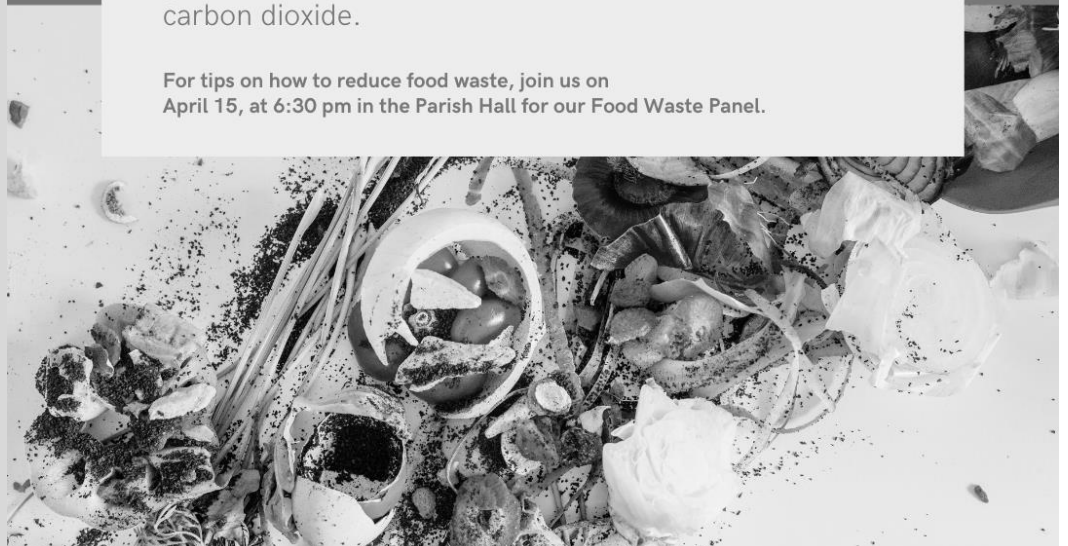 carbon dioxide.
For tips on how to reduce food waste, join us on
April 15, at 6:30 pm in the Parish Hall for our Food Waste Panel.